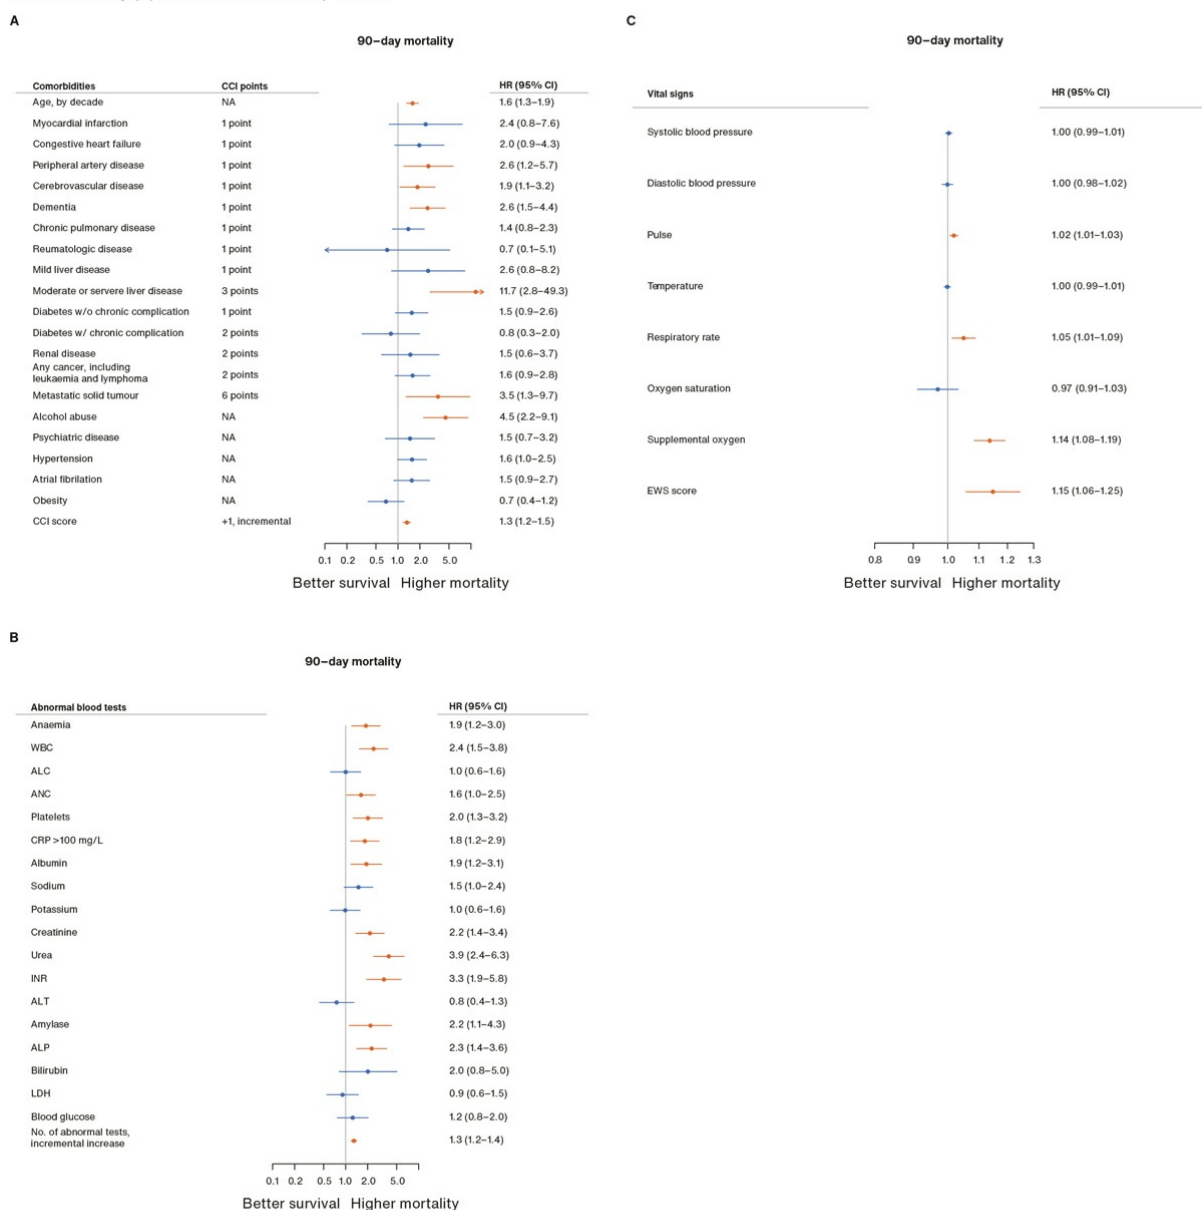 A
90–day mortality
Comorbidities CCI points HR (95% CI)
Age, by decade NA 1.6 (1.3–1.9)
Myocardial infarction 1 point 2.4 (0.8–7.6)
Congestive heart failure 1 point 2.0 (0.9–4.3)
Peripheral artery disease 1 point 2.6 (1.2–5.7)
Cerebrovascular disease 1 point 1.9 (1.1–3.2)
Dementia 1 point 2.6 (1.5–4.4)
Chronic pulmonary disease 1 point 1.4 (0.8–2.3)
Reumatologic disease 1 point 0.7 (0.1–5.1)
Mild liver disease 1 point 2.6 (0.8–8.2)
Moderate or servere liver disease 3 points 11.7 (2.8–49.3)
Diabetes w/o chronic complication 1 point 1.5 (0.9–2.6)
Diabetes w/ chronic complication 2 points 0.8 (0.3–2.0)
Renal disease 2 points 1.5 (0.6–3.7)
Any cancer, including
leukaemia and lymphoma 2 points 1.6 (0.9–2.8)
Metastatic solid tumour 6 points 3.5 (1.3–9.7)
Alcohol abuse NA 4.5 (2.2–9.1)
Psychiatric disease NA 1.5 (0.7–3.2)
Hypertension NA 1.6 (1.0–2.5)
Atrial fibrilation NA 1.5 (0.9–2.7)
Obesity NA 0.7 (0.4–1.2)
CCI score +1, incremental 1.3 (1.2–1.5)
0.1 0.2 0.5 1.0 2.0 5.0
Better survival Higher mortality
C
90–day mortality
Vital signs HR (95% CI)
Systolic blood pressure 1.00 (0.99–1.01)
Diastolic blood pressure 1.00 (0.98–1.02)
Pulse 1.02 (1.01–1.03)
Temperature 1.00 (0.99–1.01)
Respiratory rate 1.05 (1.01–1.09)
Oxygen saturation 0.97 (0.91–1.03)
Supplemental oxygen 1.14 (1.08–1.19)
EWS score 1.15 (1.06–1.25)
0.8 0.9 1.0 1.1 1.2 1.3
Better survival Higher mortality
B
90–day mortality
Abnormal blood tests HR (95% CI)
Anaemia 1.9 (1.2–3.0)
WBC 2.4 (1.5–3.8)
ALC 1.0 (0.6–1.6)
ANC 1.6 (1.0–2.5)
Platelets 2.0 (1.3–3.2)
CRP >100 mg/L 1.8 (1.2–2.9)
Albumin 1.9 (1.2–3.1)
Sodium 1.5 (1.0–2.4)
Potassium 1.0 (0.6–1.6)
Creatinine 2.2 (1.4–3.4)
Urea 3.9 (2.4–6.3)
INR 3.3 (1.9–5.8)
ALT 0.8 (0.4–1.3)
Amylase 2.2 (1.1–4.3)
ALP 2.3 (1.4–3.6)
Bilirubin 2.0 (0.8–5.0)
LDH 0.9 (0.6–1.5)
Blood glucose 1.2 (0.8–2.0)
No. of abnormal tests,
incremental increase 1.3 (1.2–1.4)
0.1 0.2 0.5 1.0 2.0 5.0
Better survival Higher mortality